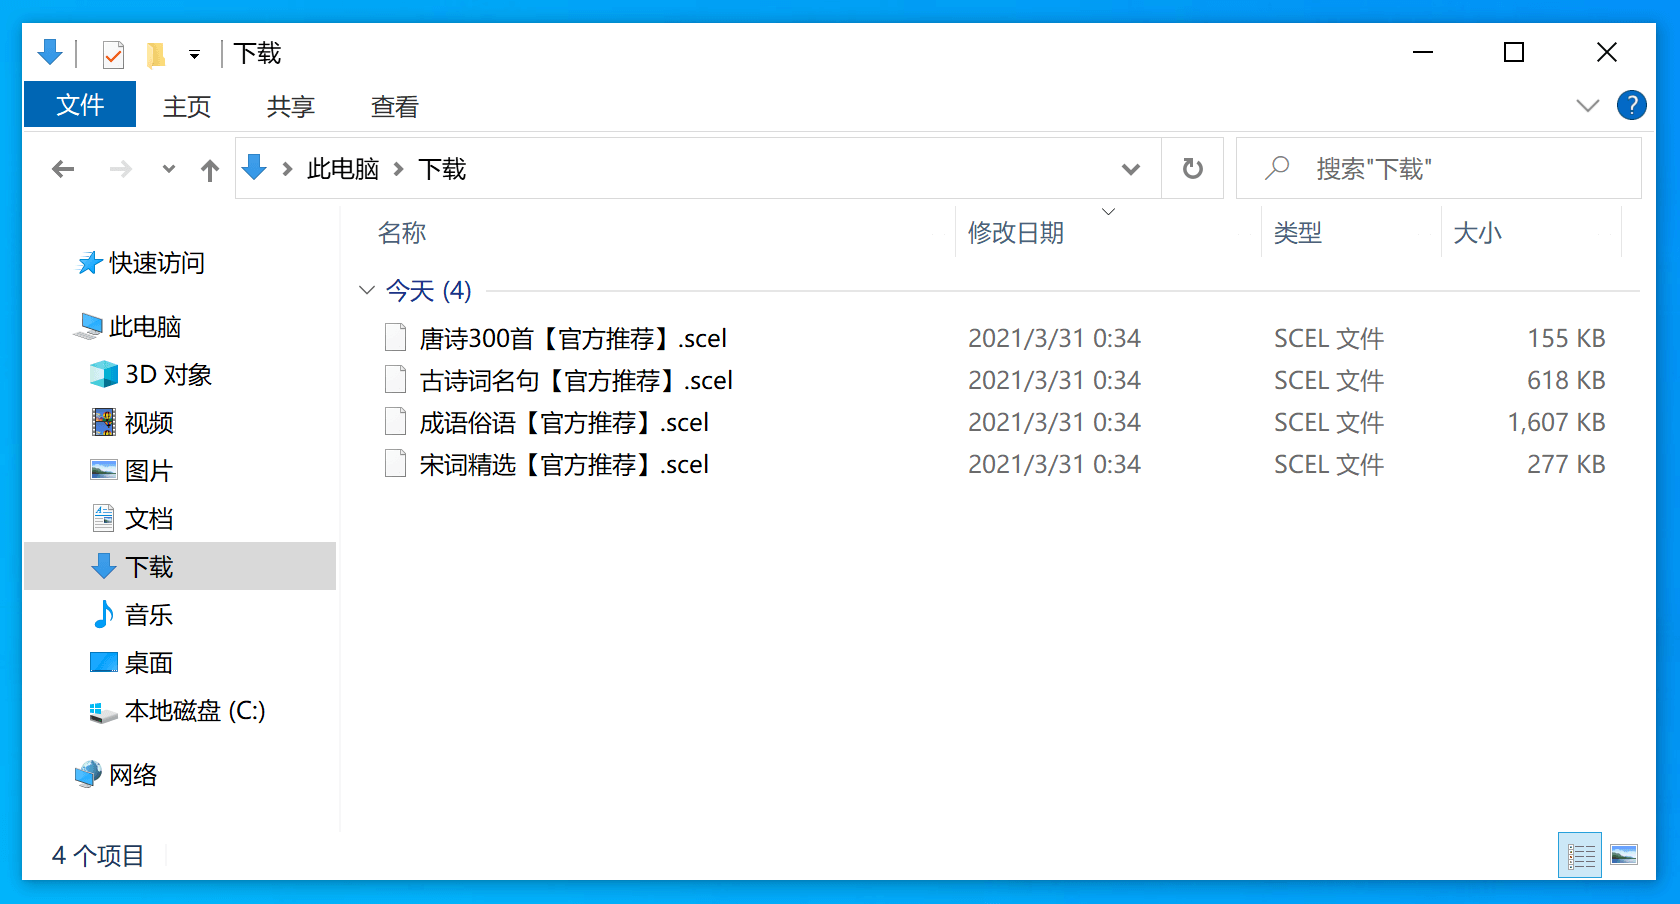 下载
文件 主页 共享 查看
此电脑 下载 搜索"下载"
名称 修改日期 类型 大小
快速访问
此电脑
3D 对象
视频
图片
文档
下载
音乐
桌面
本地磁盘 (C:)
网络
今天 (4)
唐诗300首【官方推荐】.scel 2021/3/31 0:34 SCEL 文件 155 KB
古诗词名句【官方推荐】.scel 2021/3/31 0:34 SCEL 文件 618 KB
成语俗语【官方推荐】.scel 2021/3/31 0:34 SCEL 文件 1,607 KB
宋词精选【官方推荐】.scel 2021/3/31 0:34 SCEL 文件 277 KB
4 个项目